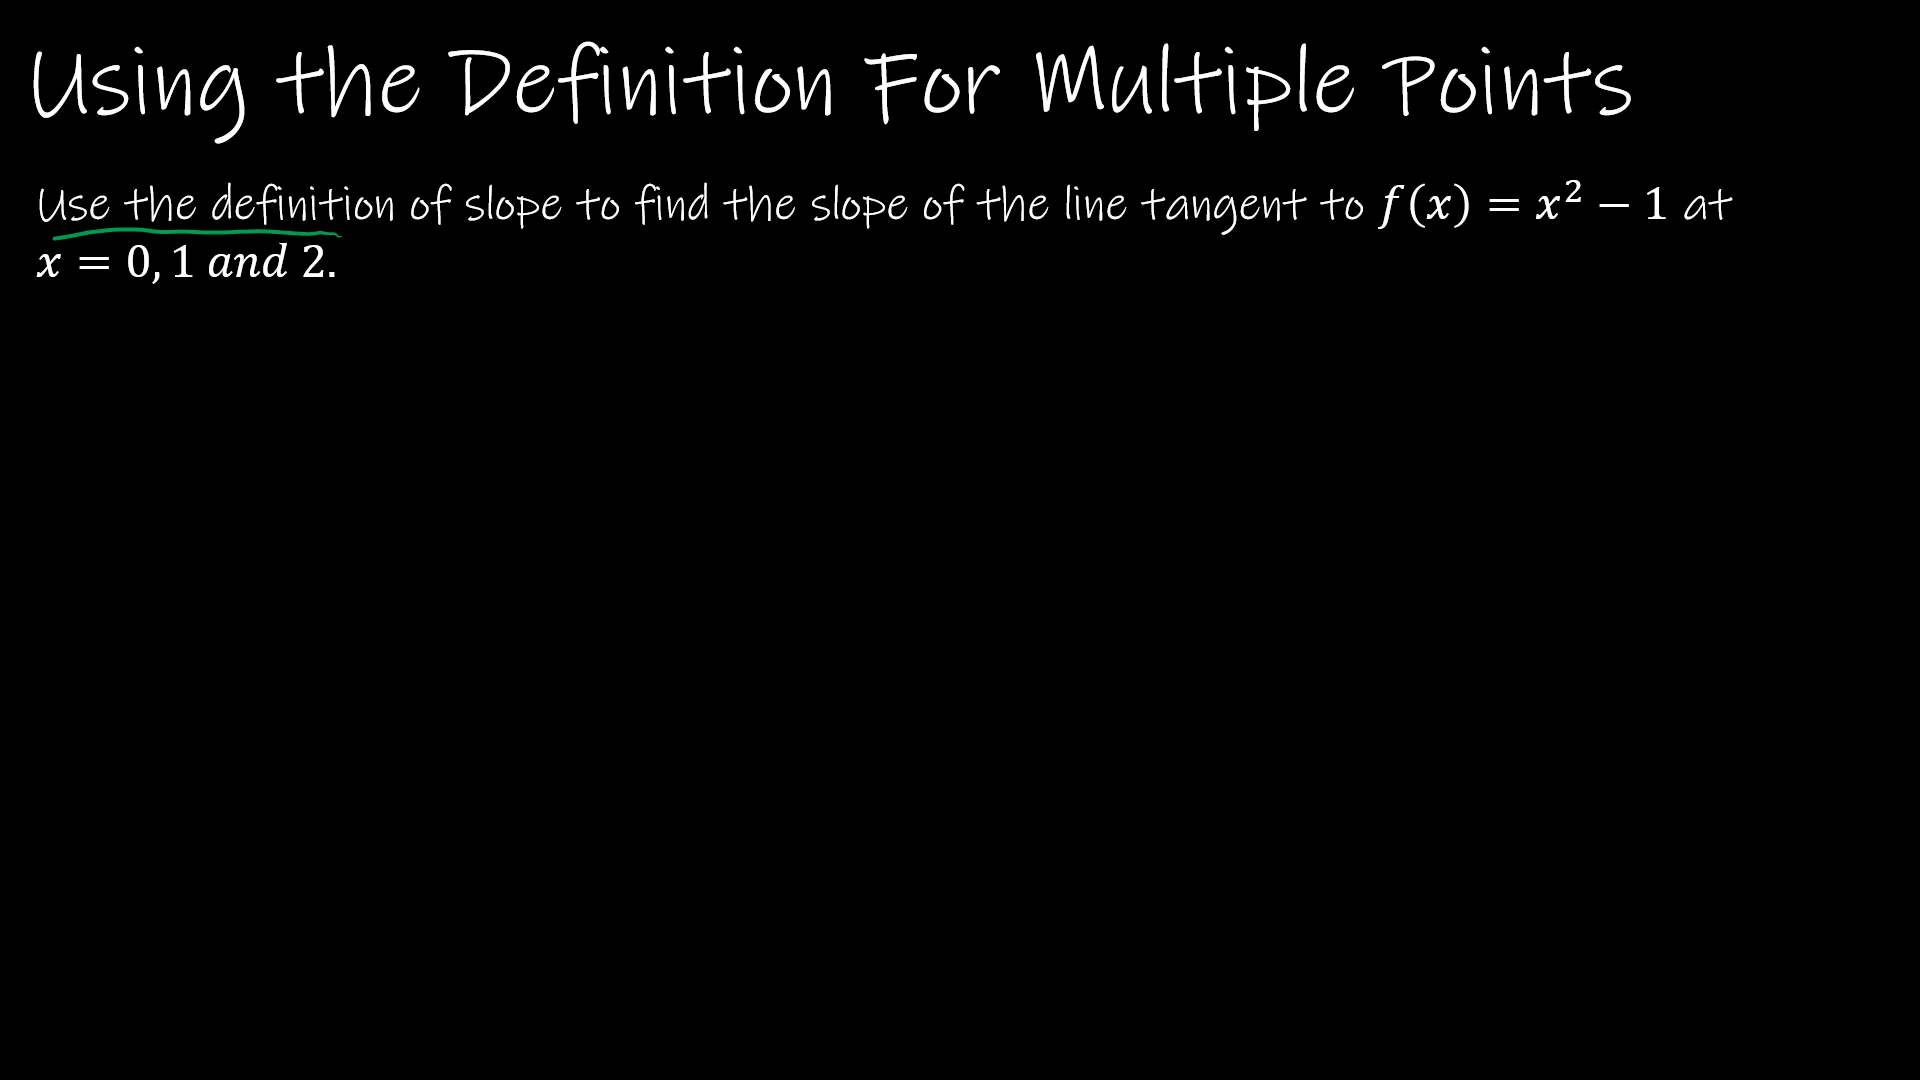 Using the Definition For Multiple Points
Use the definition of slope to find the slope of the line tangent to f(x) = x² − 1 at
x = 0, 1 and 2.